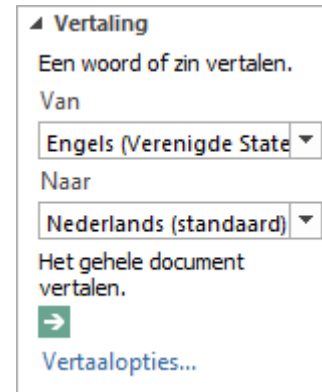 Vertaling
Een woord of zin vertalen.
Van
Engels (Verenigde State
Naar
Nederlands (standaard)
Het gehele document
vertalen.
Vertaalopties...